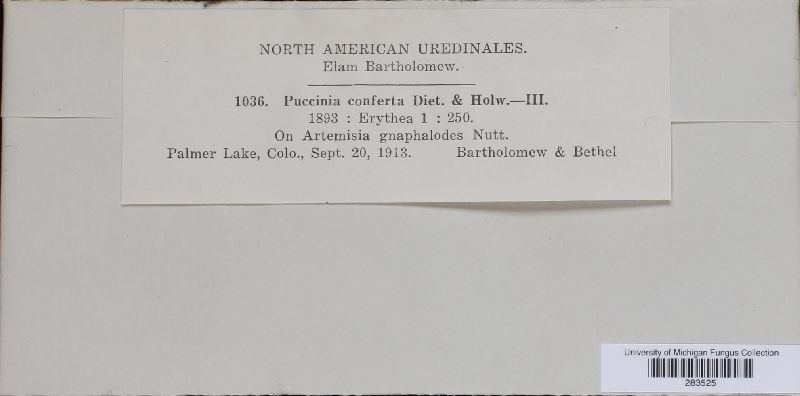 NORTH AMERICAN UREDINALES.
Elam Bartholomew.
1036. Puccinia conferta Diet. & Holw.—III.
1893 : Erythea 1 : 250.
On Artemisia gnaphalodes Nutt.
Palmer Lake, Colo., Sept. 20, 1913. Bartholomew & Bethel
University of Michigan Fungus Collection
283525